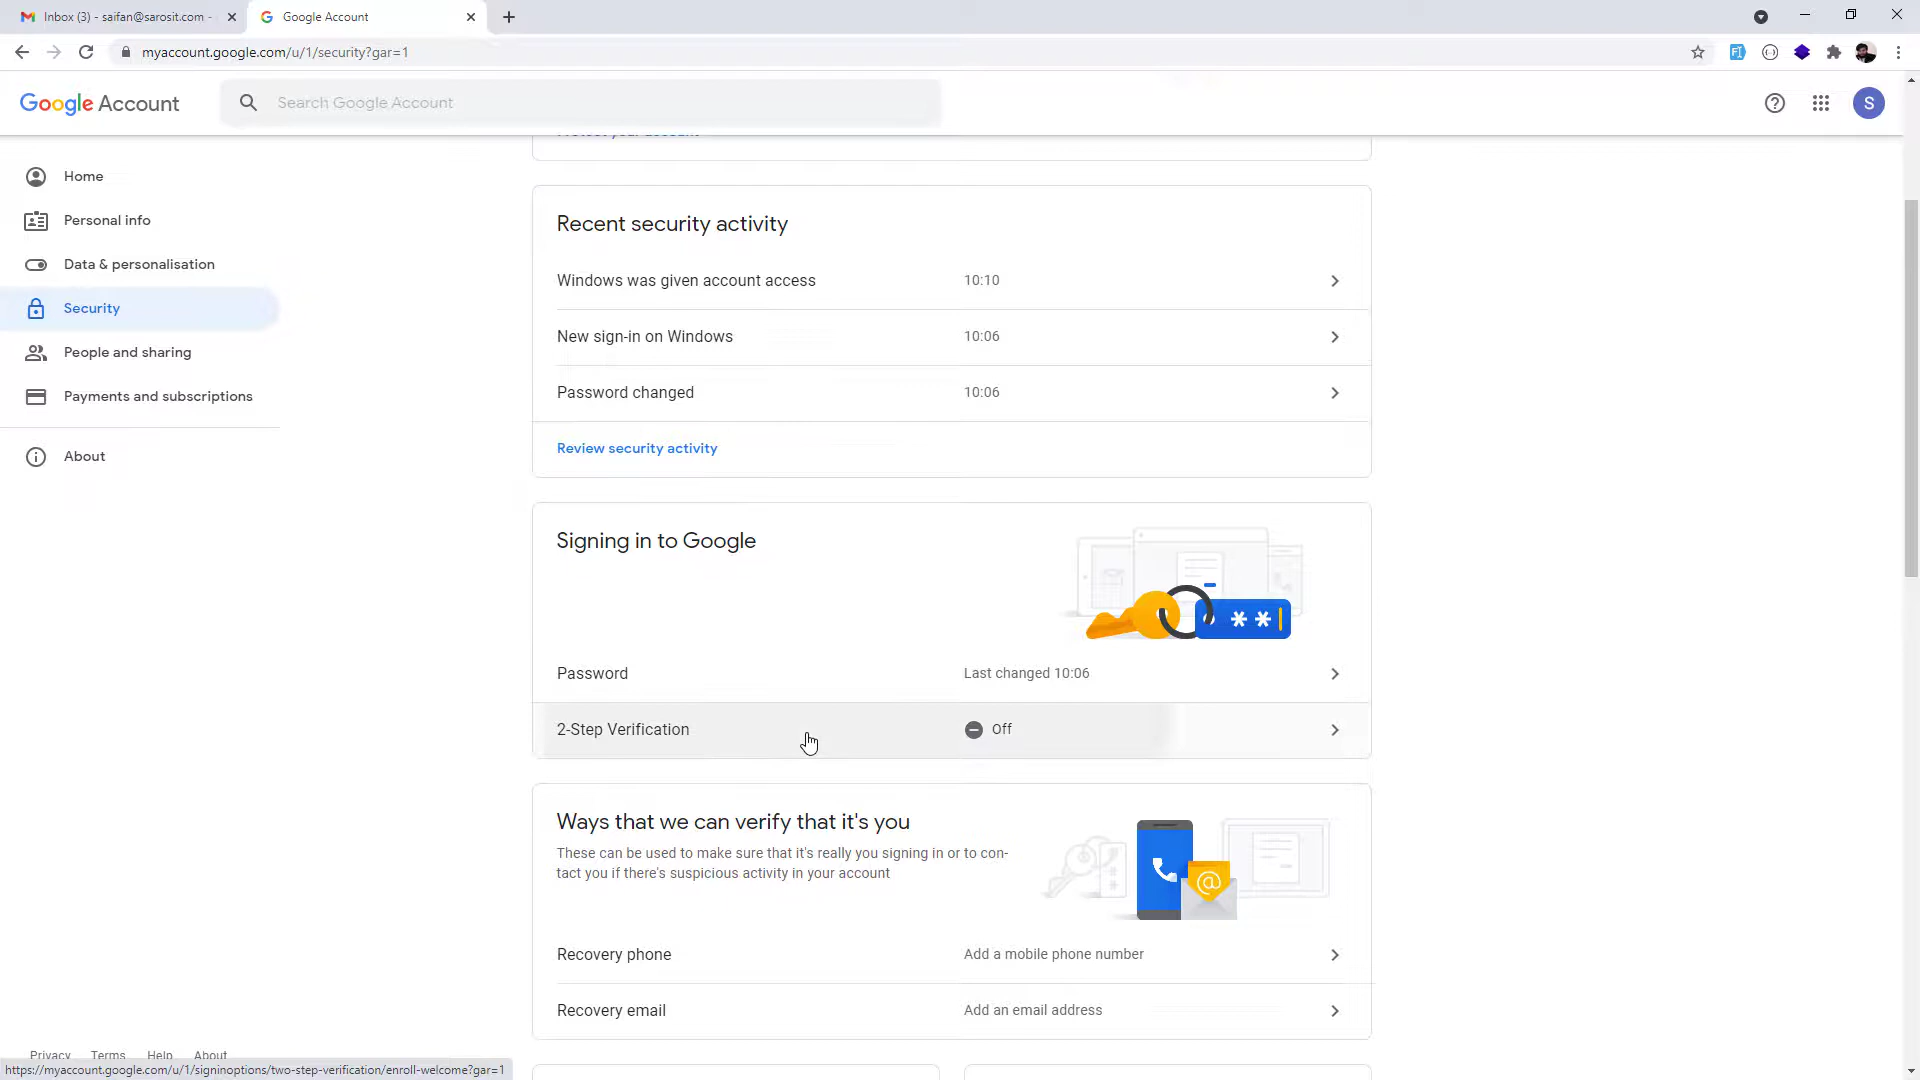 Inbox (3) - saifan@sarosit.com -
Google Account
myaccount.google.com/u/1/security?gar=1
Google Account
Search Google Account
S
Protect your account
Home
Personal info
Data & personalisation
Security
People and sharing
Payments and subscriptions
About
Recent security activity
Windows was given account access 10:10
New sign-in on Windows 10:06
Password changed 10:06
Review security activity
Signing in to Google
**
Password Last changed 10:06
2-Step Verification Off
Ways that we can verify that it's you
These can be used to make sure that it's really you signing in or to con-
tact you if there's suspicious activity in your account
@
Recovery phone Add a mobile phone number
Recovery email Add an email address
Privacy Terms Help About
https://myaccount.google.com/u/1/signinoptions/two-step-verification/enroll-welcome?gar=1